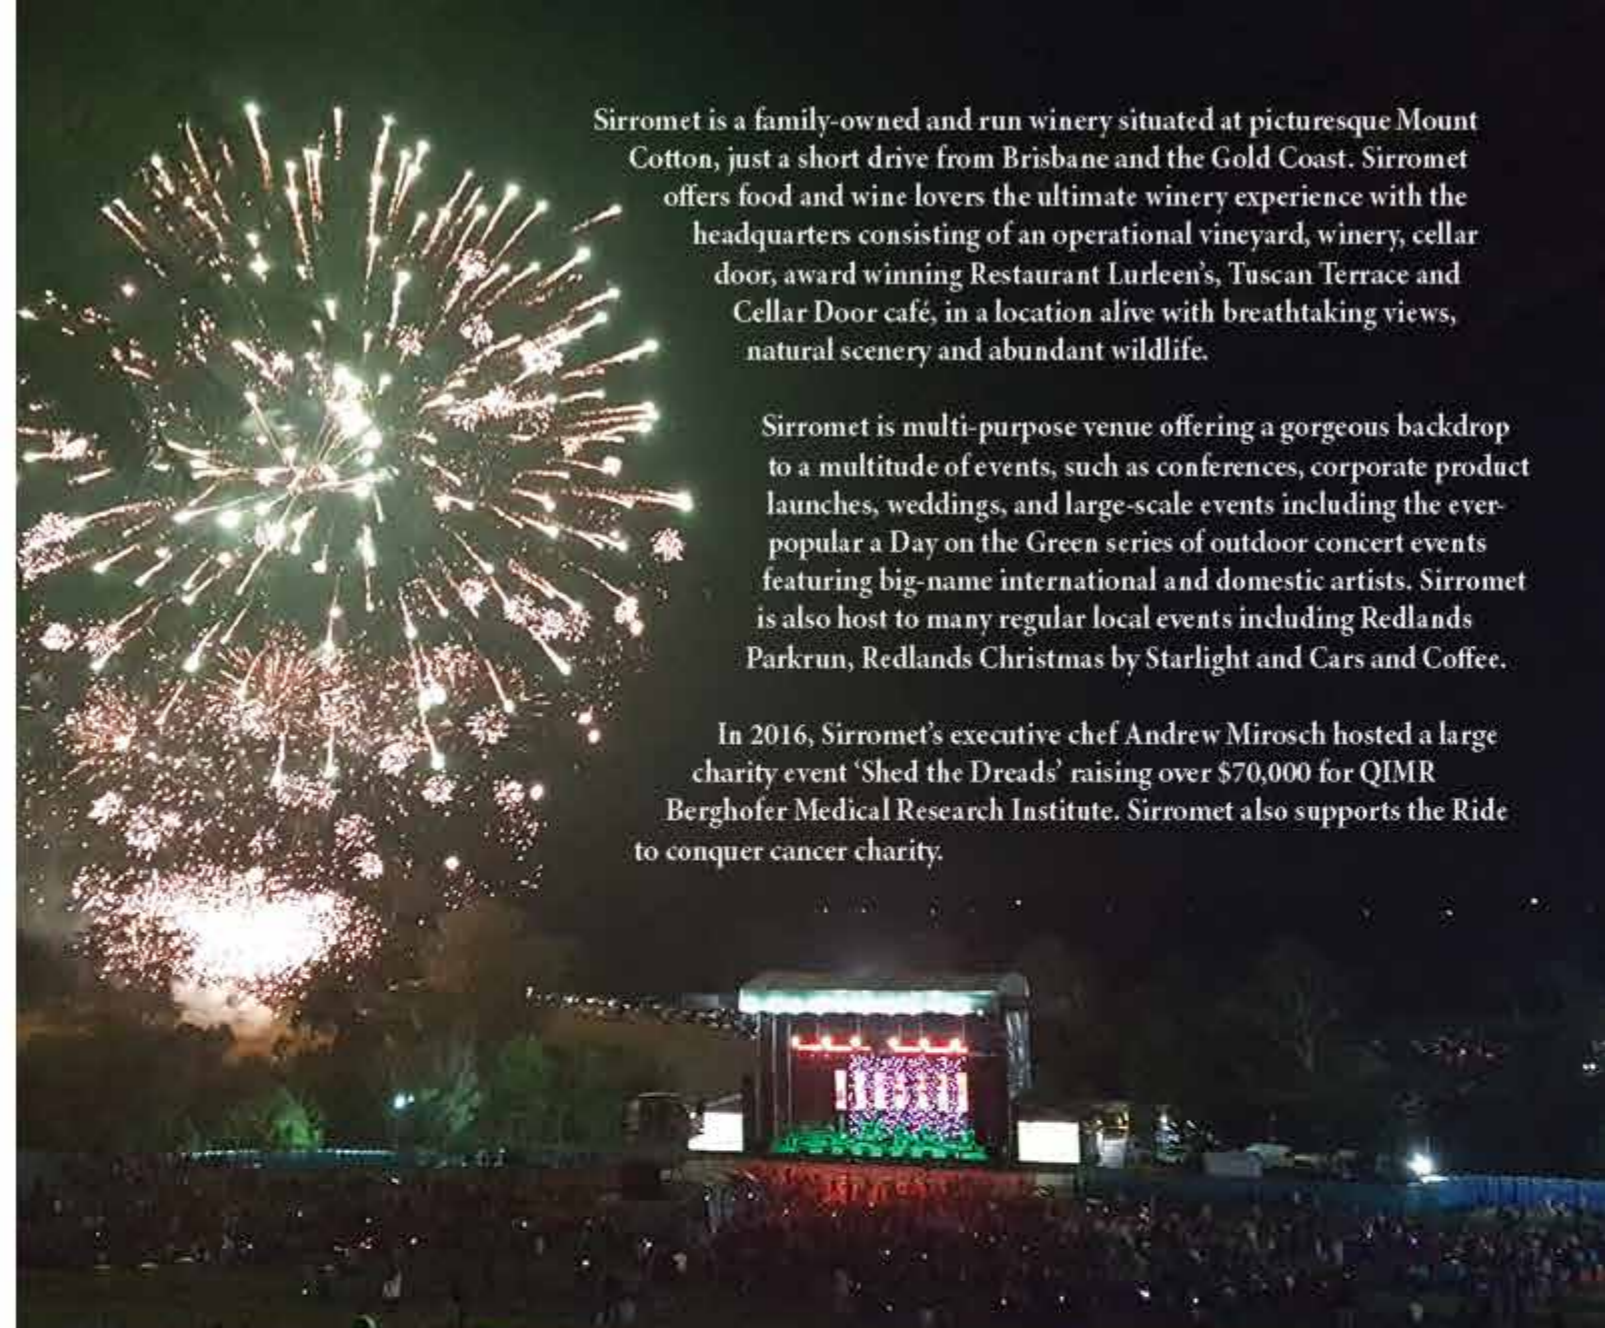 Sirromet is a family-owned and run winery situated at picturesque Mount
Cotton, just a short drive from Brisbane and the Gold Coast. Sirromet
offers food and wine lovers the ultimate winery experience with the
headquarters consisting of an operational vineyard, winery, cellar
door, award winning Restaurant Lurleen's, Tuscan Terrace and
Cellar Door café, in a location alive with breathtaking views,
natural scenery and abundant wildlife.
Sirromet is multi-purpose venue offering a gorgeous backdrop
to a multitude of events, such as conferences, corporate product
launches, weddings, and large-scale events including the ever-
popular a Day on the Green series of outdoor concert events
featuring big-name international and domestic artists. Sirromet
is also host to many regular local events including Redlands
Parkrun, Redlands Christmas by Starlight and Cars and Coffee.
In 2016, Sirromet's executive chef Andrew Mirosch hosted a large
charity event 'Shed the Dreads' raising over $70,000 for QIMR
Berghofer Medical Research Institute. Sirromet also supports the Ride
to conquer cancer charity.